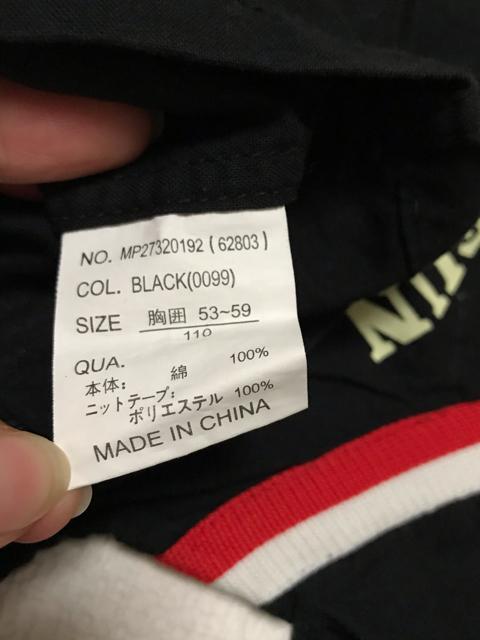 NO. MP27320192 ( 62803 )
COL. BLACK(0099)
SIZE 胸囲 53~59
110
QUA.
本体: 綿 100%
ニットテープ: 100%
ポリエステル
MADE IN CHINA